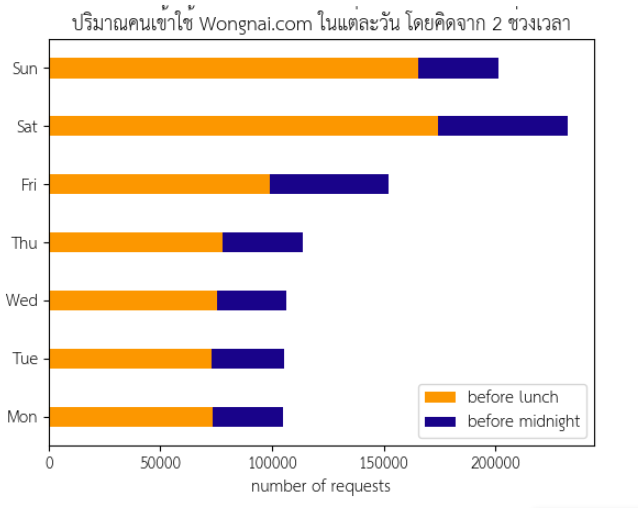 ปริมาณคนเข้าใช้ Wongnai.com ในแต่ละวัน โดยคิดจาก 2 ช่วงเวลา
Sun
Sat
Fri
Thu
Wed
Tue
Mon
before lunch
before midnight
0 50000 100000 150000 200000
number of requests